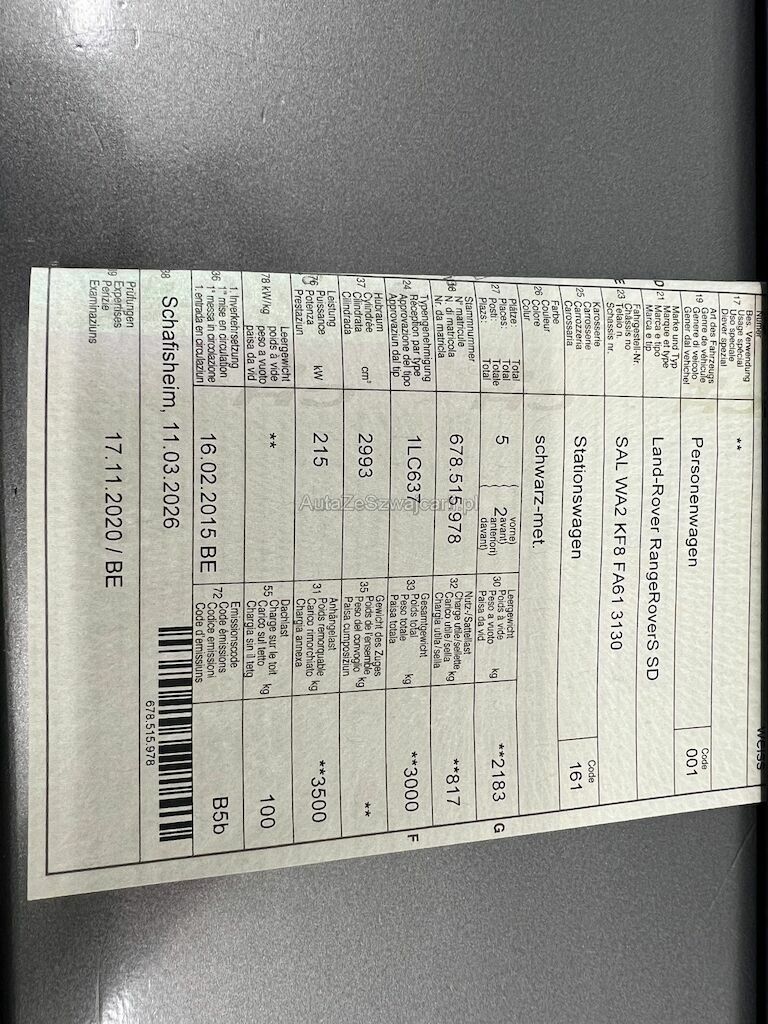 Weiss
Bes. Verwendung
17 Usage spécial
Uso speciale
Diever spezial
**
Art des Fahrzeugs
Genre de véhicule
19 Genere di veicolo
Gener dal vehichel
Personenwagen
Code
001
Marke und Typ
D 21 Marque et type
Marca e tipo
Marca e tip
Land-Rover RangeRoverS SD
Fahrgestell-Nr.
Châssis no
E 23 Telaio n.
Schassis nr.
SAL WA2 KF8 FA61 3130
Karosserie
25 Carrosserie
Carrozzeria
Carossaria
Stationswagen
Code
161
Farbe
26 Couleur
Colore
Colur
schwarz-met.
Plätze: Total
27 Places: Total
Posti: Totale
Plazs: Total
5
2
vorne)
avant)
anteriori)
davant)
Leergewicht
30 Poids à vide
Peso a vuoto
Paisa da vid
kg
**2183
G
Stammnummer
18 N° matricule
N. di matricola
Nr. da matricla
678.515.978
Nutz-/Sattellast
32 Charge utile/sellette kg
Carico utile/sella
Chargia utila/sella
**817
Typengenehmigung
24 Réception par type
Approvazione del tipo
Approvaziun dal tip
1LC637
Gesamtgewicht
33 Poids total
Peso totale
Paisa totala
kg
**3000
F
Hubraum
37 Cylindrée
Cilindrata
Cilindrada
cm³
2993
Gewicht des Zuges
35 Poids de l'ensemble
Peso del convoglio kg
Paisa cumposiziun
**
Leistung
76 Puissance
Potenza
Prestaziun
kW
215
Anhängelast
31 Poids remorquable
Carico rimorchiato kg
Chargia annexa
**3500
Leergewicht
78 kW/kg poids à vide
peso a vuoto
paisa da vid
**
Dachlast
55 Charge sur le toit
Carico sul tetto kg
Chargia sin il tetg
100
1. Inverkehrsetzung
36 1re mise en circulation
1a messa in circolazione
1. entrada en circulaziun
16.02.2015 BE
Emissionscode
72 Code émissions
Codice emissioni
Code d'emissiuns
B5b
38 Schafisheim, 11.03.2026
678.515.978
Prüfungen
39 Expertises
Perizie
Examinaziuns
17.11.2020 / BE
AutaZeSzwajcarii.pl